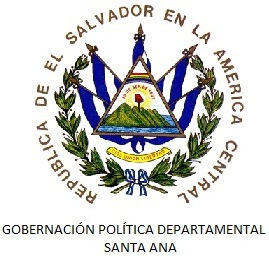 REPUBLICA DE EL SALVADOR EN LA AMERICA CENTRAL
GOBERNACIÓN POLÍTICA DEPARTAMENTAL
SANTA ANA